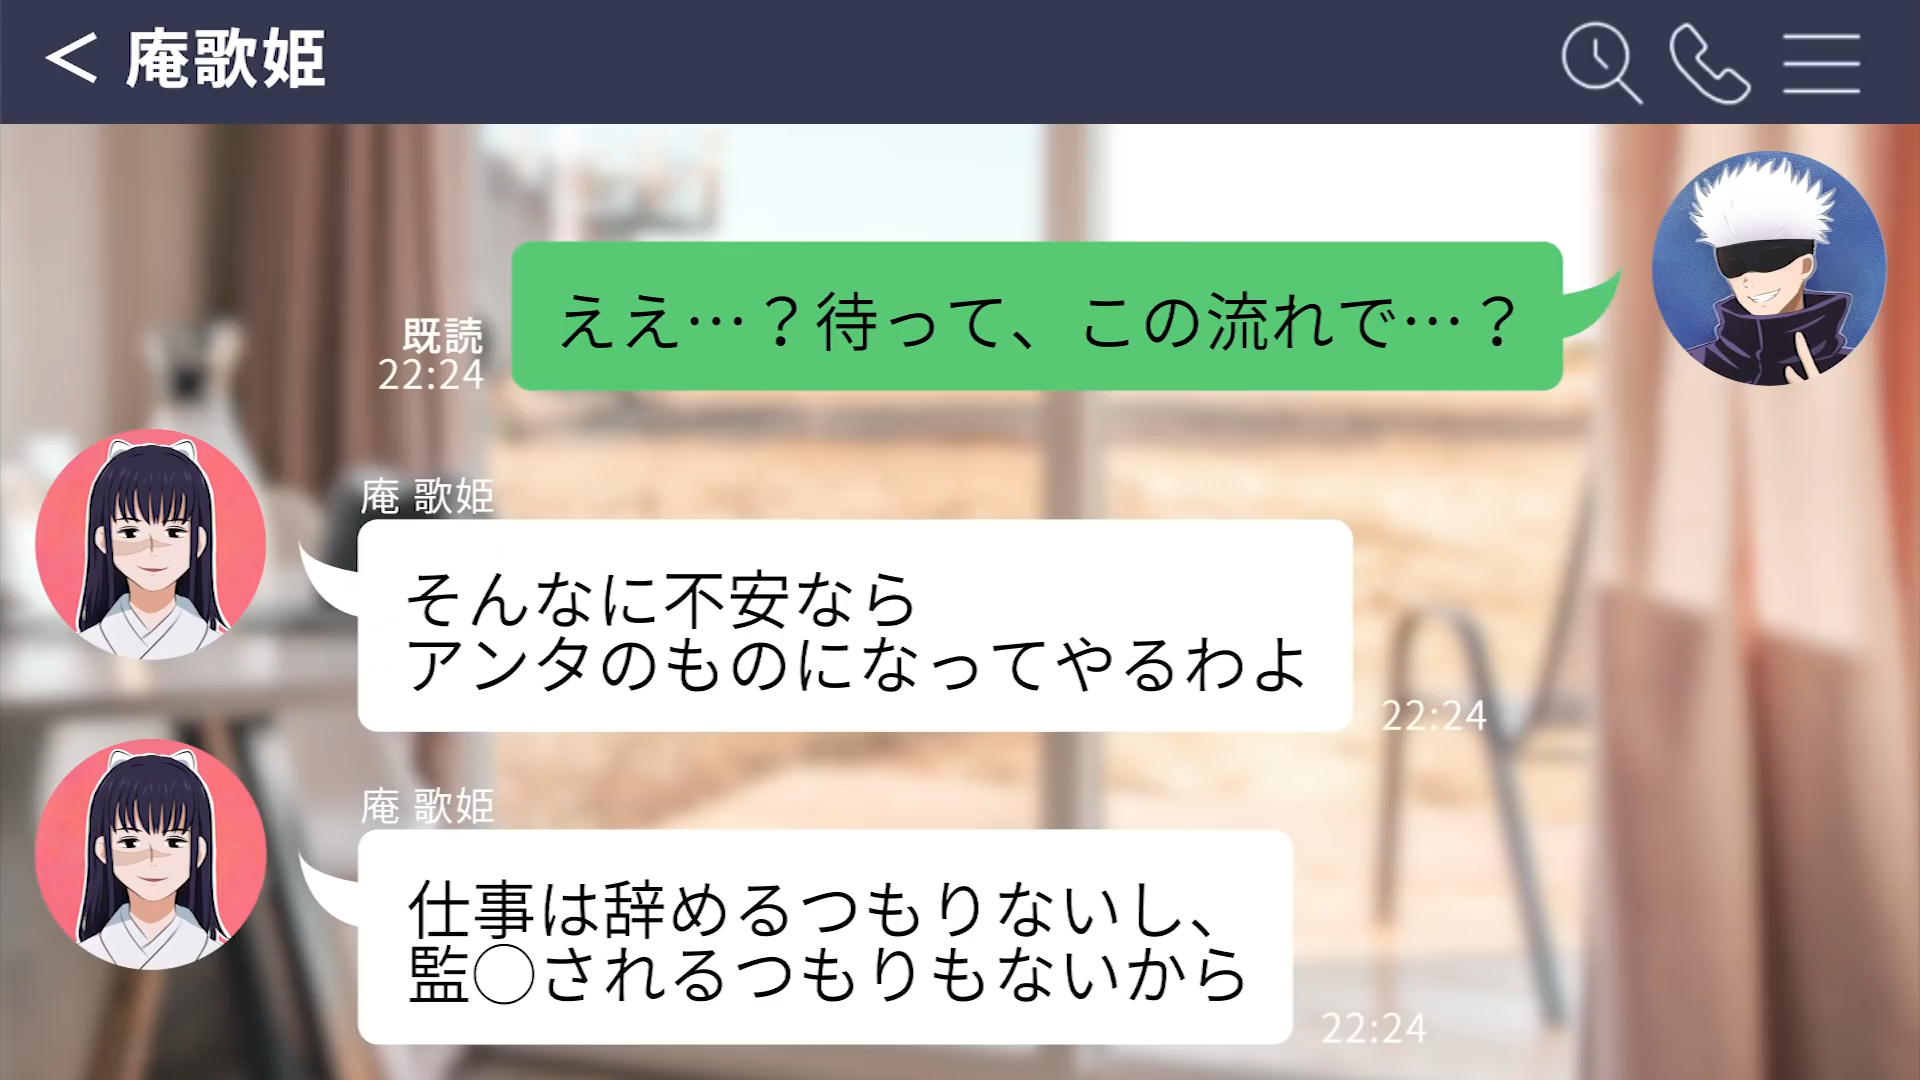 庵歌姫
ええ…？待って、この流れで…？
既読
22:24
庵 歌姫
そんなに不安なら
アンタのものになってやるわよ
22:24
庵 歌姫
仕事は辞めるつもりないし、
監◯されるつもりもないから
22:24